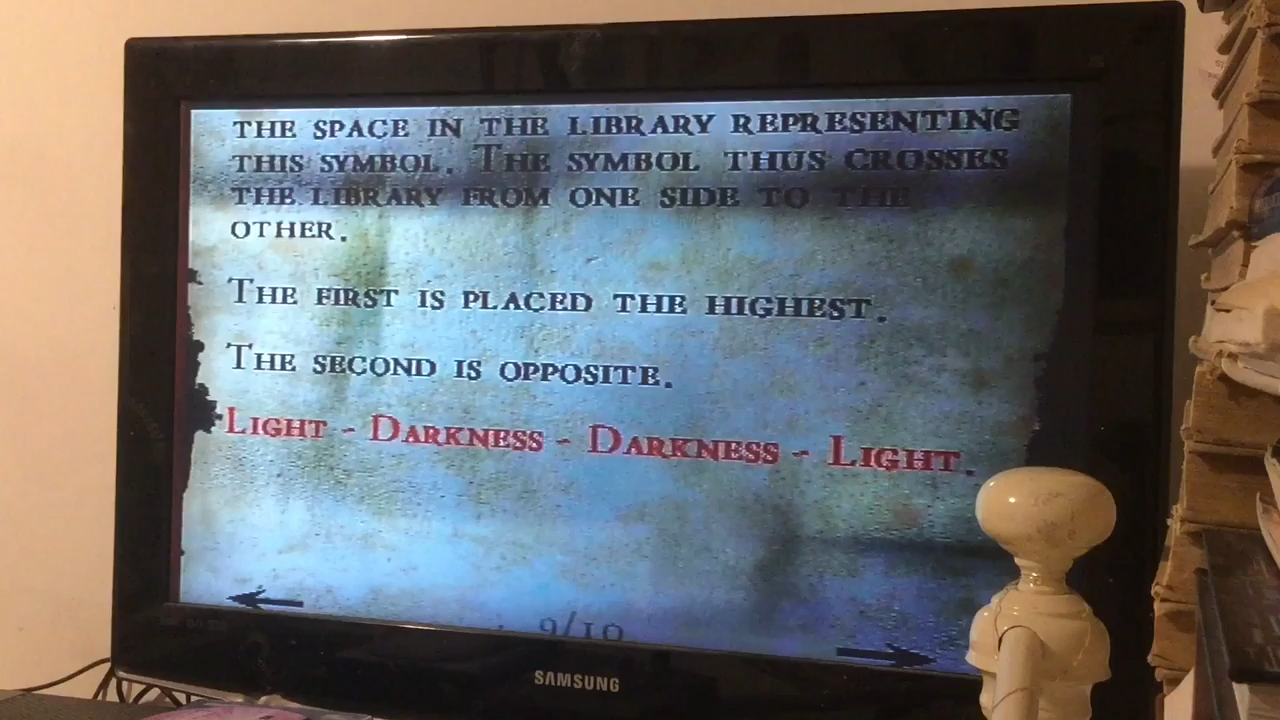 THE SPACE IN THE LIBRARY REPRESENTING
THIS SYMBOL. THE SYMBOL THUS CROSSES
THE LIBRARY FROM ONE SIDE TO THE
OTHER.
THE FIRST IS PLACED THE HIGHEST.
THE SECOND IS OPPOSITE.
LIGHT - DARKNESS - DARKNESS - LIGHT.
9/10
SAMSUNG